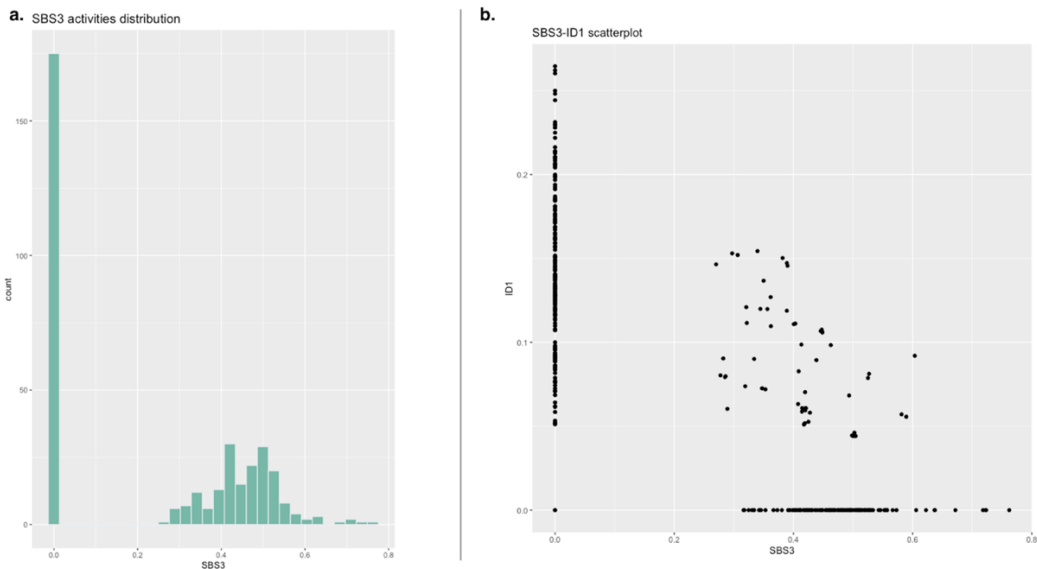 a. SBS3 activities distribution
150
100
50
0
count
0.0 0.2 0.4 0.6 0.8
SBS3
b.
SBS3-ID1 scatterplot
0.2
0.1
0.0
ID1
0.0 0.2 0.4 0.6 0.8
SBS3